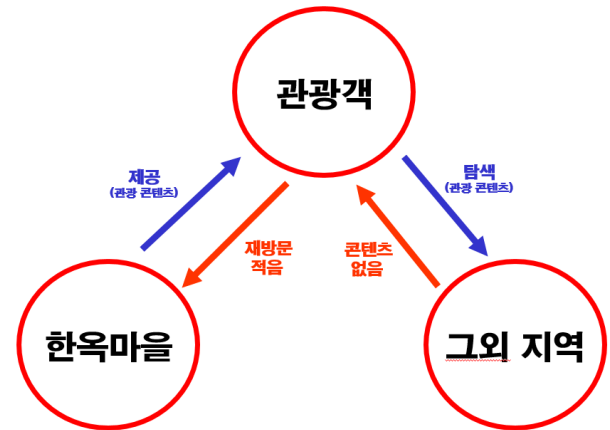 관광객
제공
(관광 콘텐츠)
탐색
(관광 콘텐츠)
재방문
적음
콘텐츠
없음
한옥마을
그외 지역